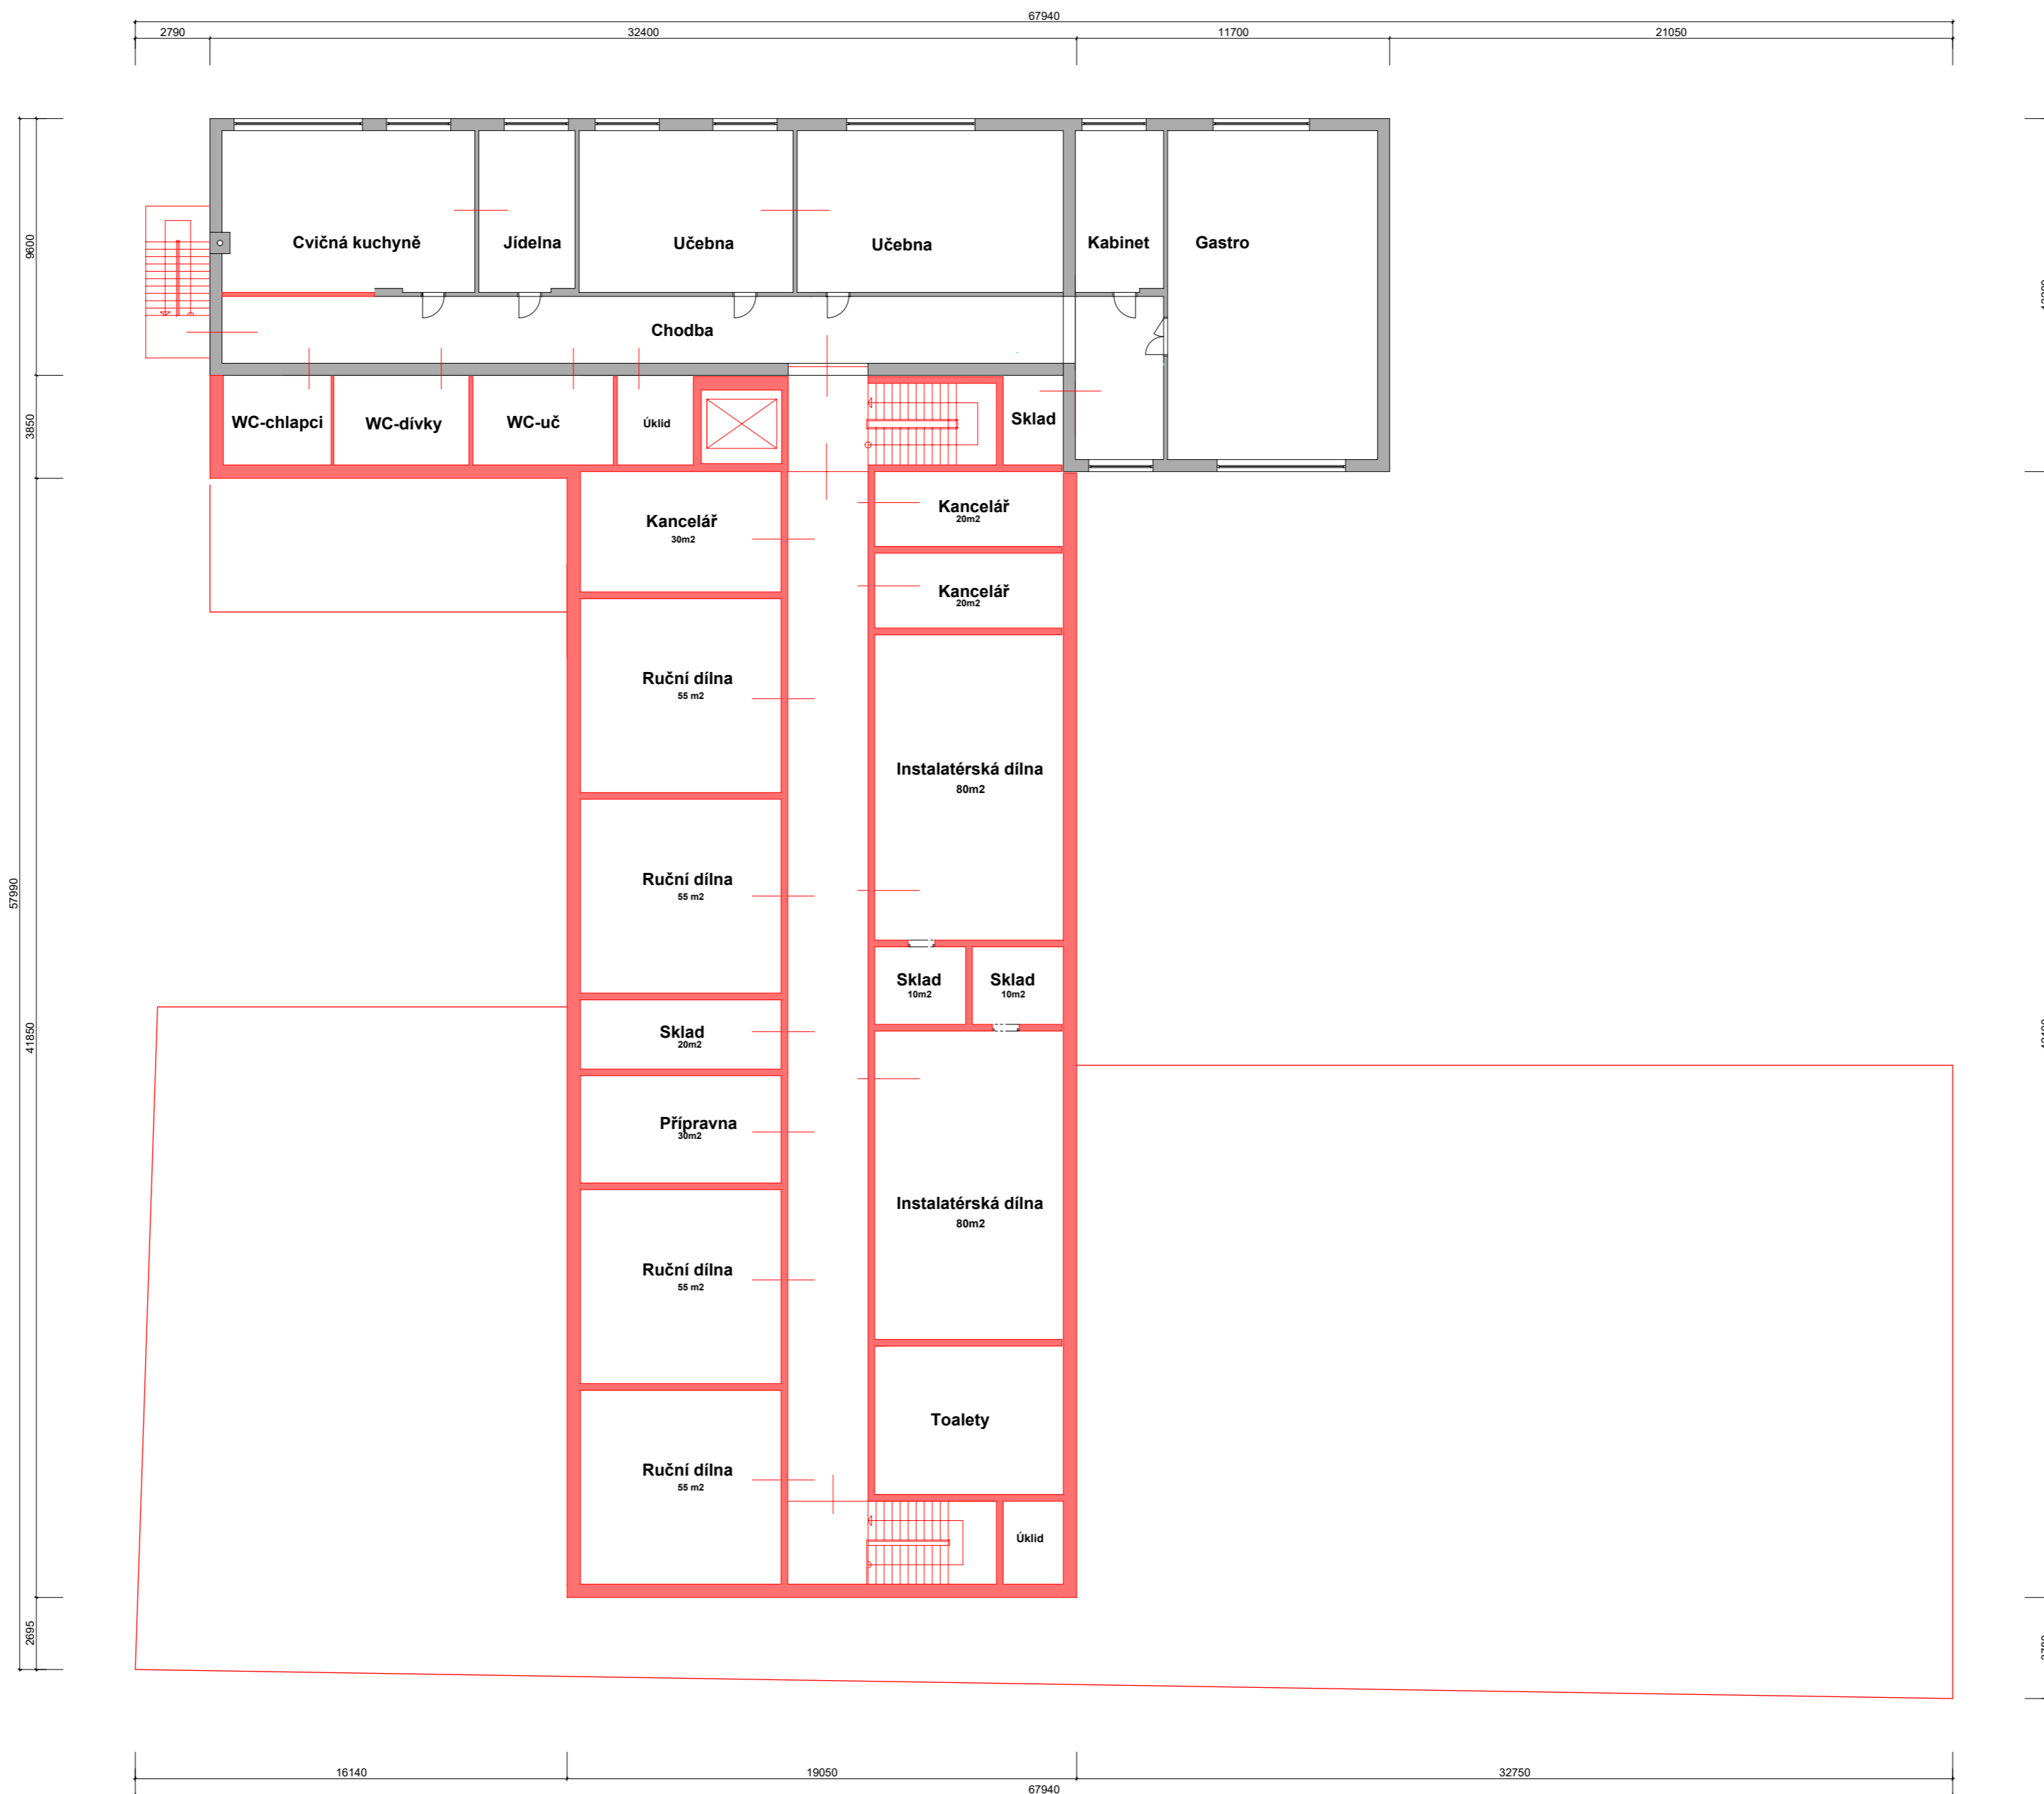 67940
2790
32400
11700
21050
9600
Cvičná kuchyně
Jídelna
Učebna
Učebna
Kabinet
Gastro
Chodba
3850
WC-chlapci
WC-dívky
WC-uč
Úklid
Sklad
Kancelář
30m2
Kancelář
20m2
Kancelář
20m2
Ruční dílna
55 m2
Instalatérská dílna
80m2
Ruční dílna
55 m2
57990
41850
Sklad
10m2
Sklad
10m2
Sklad
20m2
Přípravna
30m2
Instalatérská dílna
80m2
Ruční dílna
55 m2
Toalety
Ruční dílna
55 m2
Úklid
2695
16140
19050
32750
67940